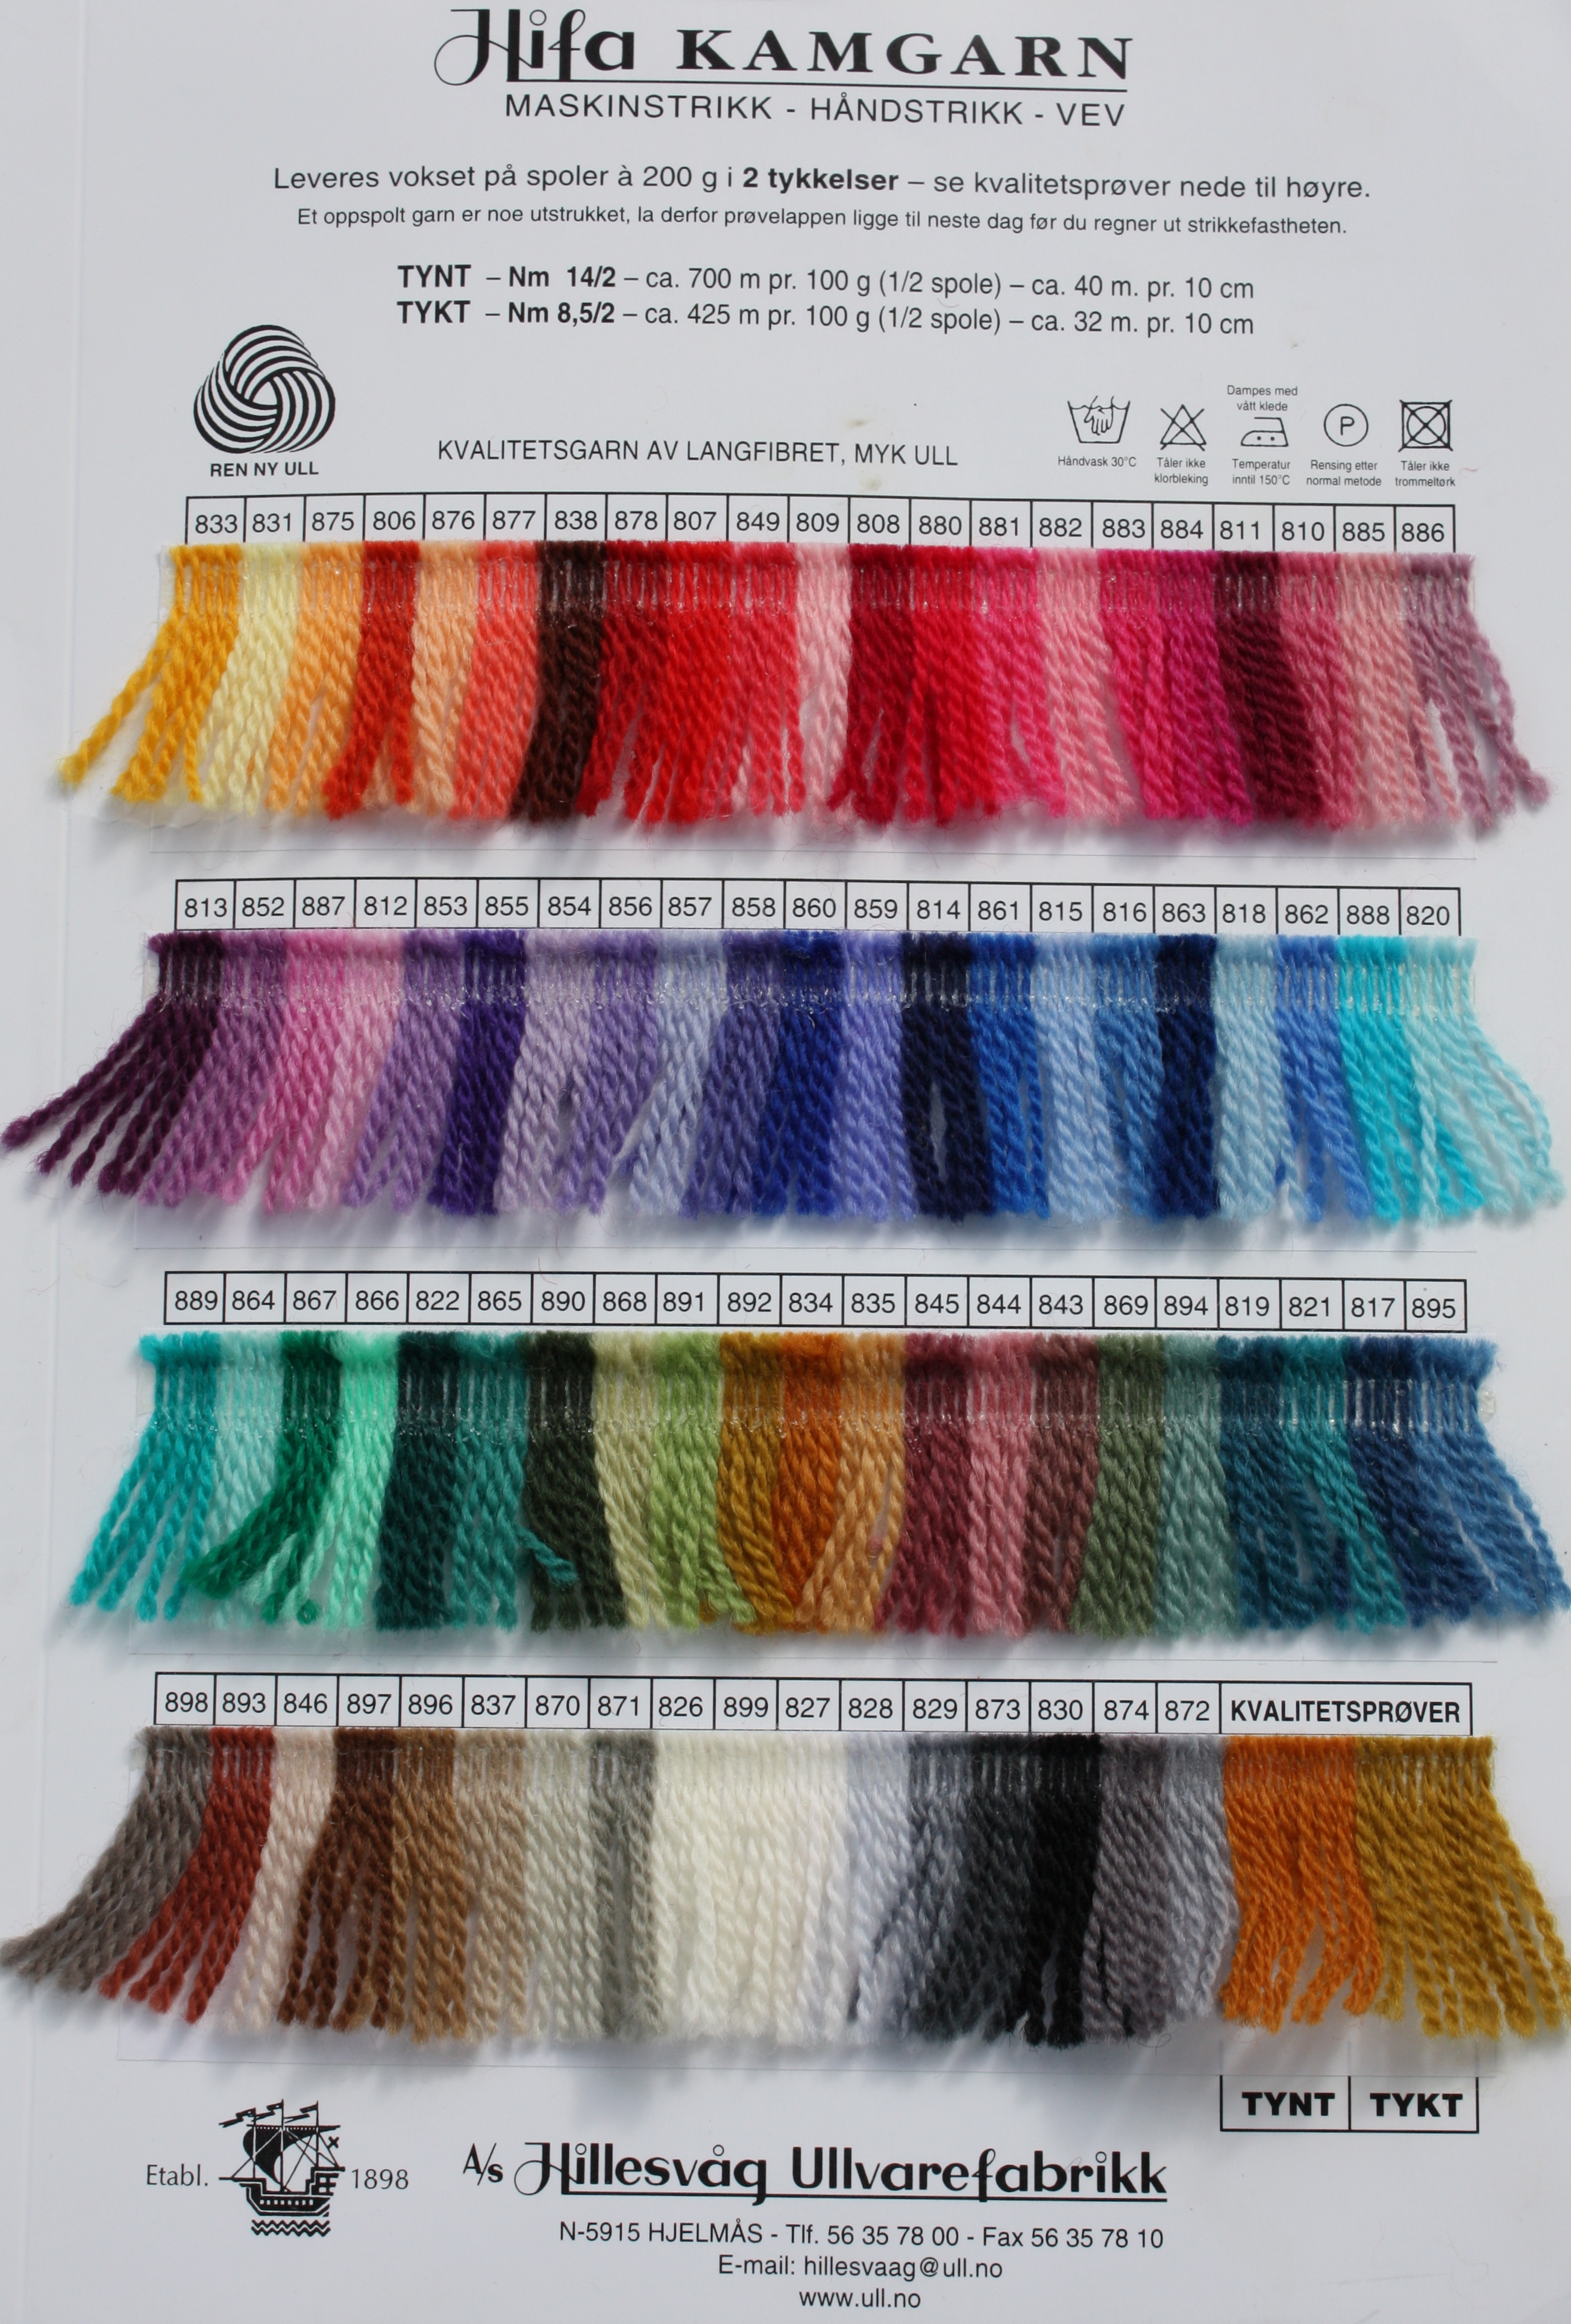 Hifa KAMGARN
MASKINSTRIKK - HÅNDSTRIKK - VEV
Leveres vokset på spoler à 200 g i 2 tykkelser – se kvalitetsprøver nede til høyre.
Et oppspolt garn er noe utstrukket, la derfor prøvelappen ligge til neste dag før du regner ut strikkefastheten.
TYNT – Nm 14/2 – ca. 700 m pr. 100 g (1/2 spole) – ca. 40 m. pr. 10 cm
TYKT – Nm 8,5/2 – ca. 425 m pr. 100 g (1/2 spole) – ca. 32 m. pr. 10 cm
REN NY ULL
KVALITETSGARN AV LANGFIBRET, MYK ULL
Håndvask 30°C
Tåler ikke
klorbleking
Dampes med
vått klede
Temperatur
inntil 150°C
P
Rensing etter
normal metode
Tåler ikke
trommeltørk
833 831 875 806 876 877 838 878 807 849 809 808 880 881 882 883 884 811 810 885 886
813 852 887 812 853 855 854 856 857 858 860 859 814 861 815 816 863 818 862 888 820
889 864 867 866 822 865 890 868 891 892 834 835 845 844 843 869 894 819 821 817 895
898 893 846 897 896 837 870 871 826 899 827 828 829 873 830 874 872 KVALITETSPRØVER
TYNT TYKT
Etabl. 1898
A/s Hillesvåg Ullvarefabrikk
N-5915 HJELMÅS - Tlf. 56 35 78 00 - Fax 56 35 78 10
E-mail: hillesvaag@ull.no
www.ull.no